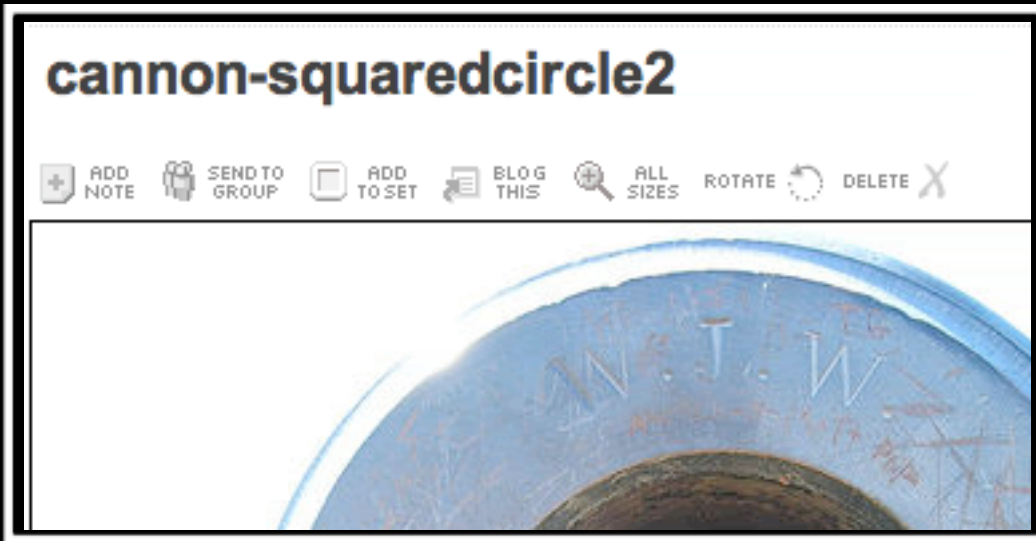 cannon-squaredcircle2
ADD NOTE
SEND TO GROUP
ADD TO SET
BLOG THIS
ALL SIZES
ROTATE
DELETE
W. J. W